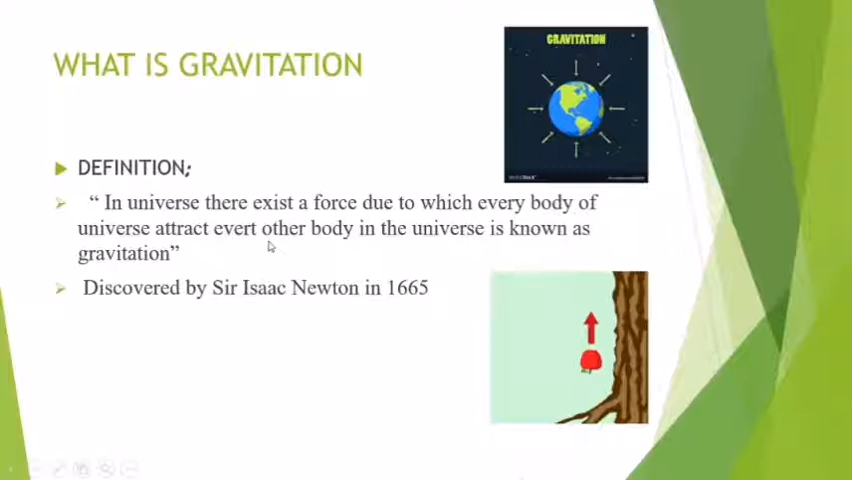 WHAT IS GRAVITATION
GRAVITATION
DEFINITION;
“ In universe there exist a force due to which every body of
universe attract evert other body in the universe is known as
gravitation”
Discovered by Sir Isaac Newton in 1665